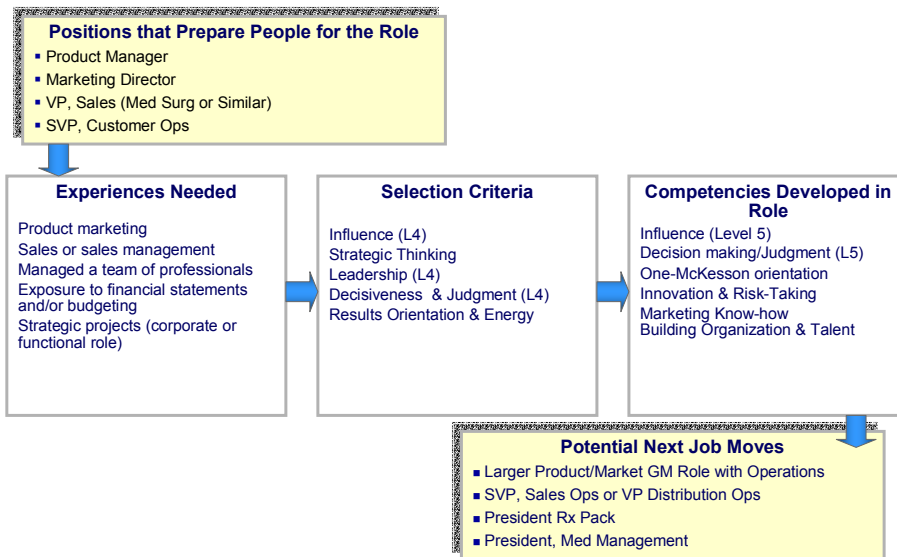 Positions that Prepare People for the Role
▪ Product Manager
▪ Marketing Director
▪ VP, Sales (Med Surg or Similar)
▪ SVP, Customer Ops
Experiences Needed
Product marketing
Sales or sales management
Managed a team of professionals
Exposure to financial statements
and/or budgeting
Strategic projects (corporate or
functional role)
Selection Criteria
Influence (L4)
Strategic Thinking
Leadership (L4)
Decisiveness & Judgment (L4)
Results Orientation & Energy
Competencies Developed in
Role
Influence (Level 5)
Decision making/Judgment (L5)
One-McKesson orientation
Innovation & Risk-Taking
Marketing Know-how
Building Organization & Talent
Potential Next Job Moves
▪ Larger Product/Market GM Role with Operations
▪ SVP, Sales Ops or VP Distribution Ops
▪ President Rx Pack
▪ President, Med Management